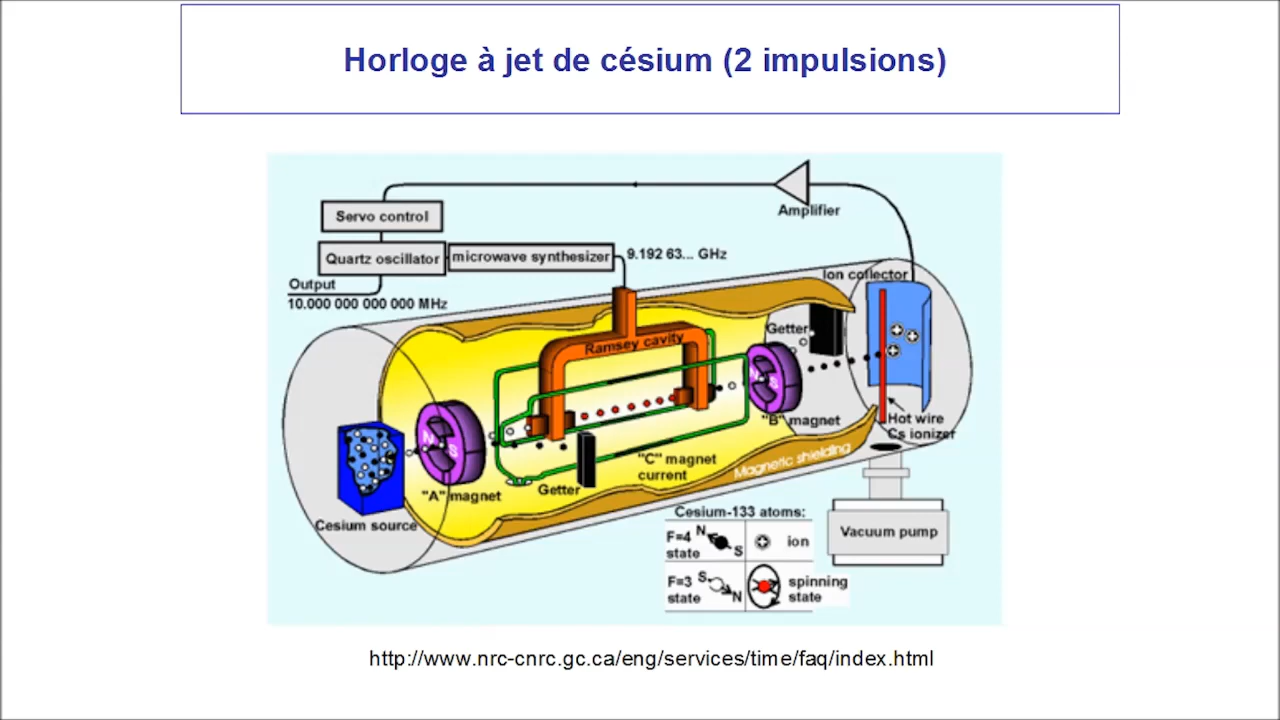 Horloge à jet de césium (2 impulsions)
Amplifier
Servo control
Quartz oscillator
microwave synthesizer
9.192 63... GHz
Output
10.000 000 000 000 MHz
Ion collector
Getter
Ramsey cavity
N
S
N
S
"B" magnet
Hot wire
Cs ionizer
"C" magnet
current
Magnetic shielding
"A" magnet
Getter
Cesium source
Vacuum pump
Cesium-133 atoms:
F=4
state
N
S
ion
F=3
state
S
N
spinning
state
http://www.nrc-cnrc.gc.ca/eng/services/time/faq/index.html